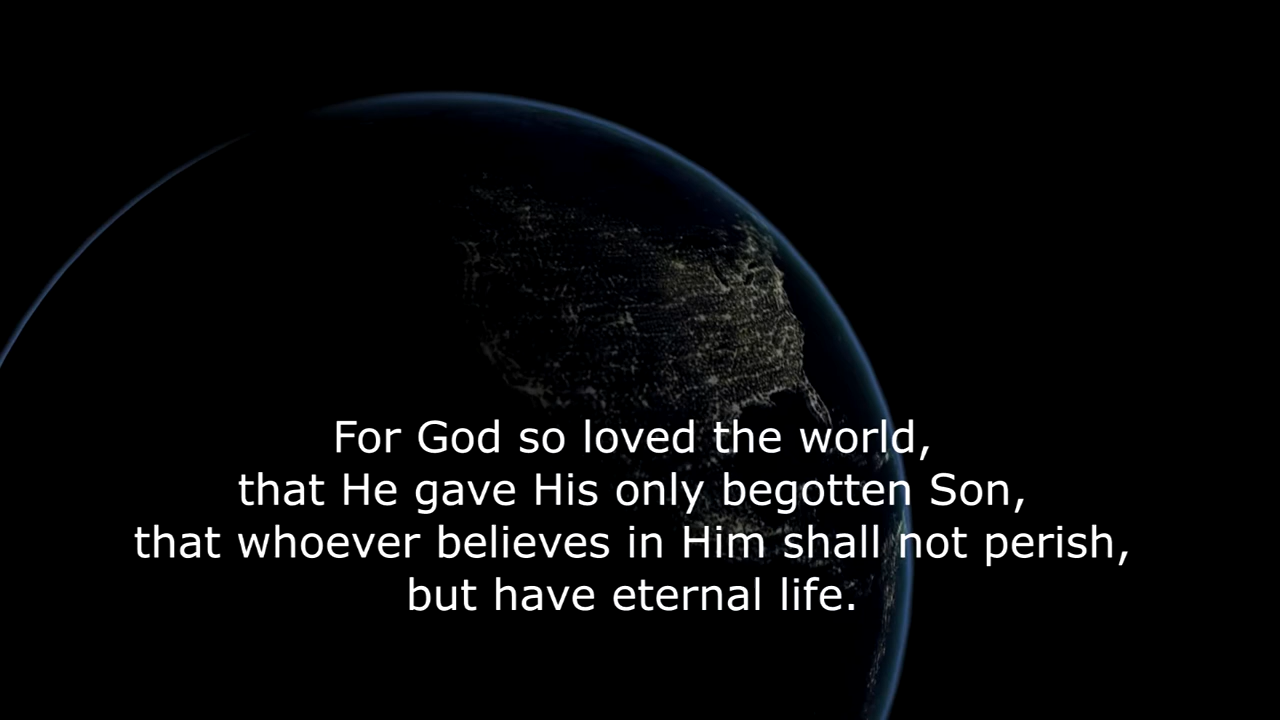 For God so loved the world,
that He gave His only begotten Son,
that whoever believes in Him shall not perish,
but have eternal life.